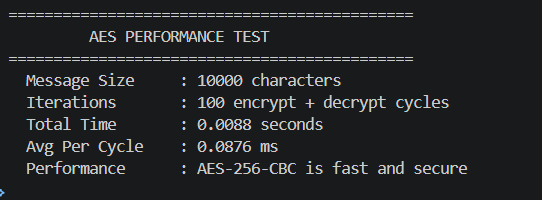 =============================================
AES PERFORMANCE TEST
=============================================
Message Size : 10000 characters
Iterations : 100 encrypt + decrypt cycles
Total Time : 0.0088 seconds
Avg Per Cycle : 0.0876 ms
Performance : AES-256-CBC is fast and secure